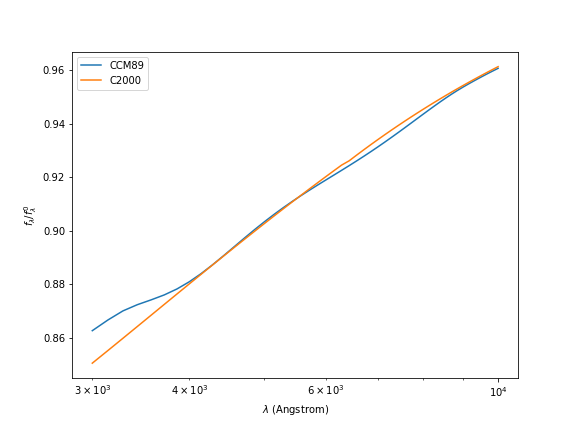 CCM89
C2000
0.96
0.94
0.92
0.90
0.88
0.86
f_λ/f_λ^0
3 × 10^3
4 × 10^3
6 × 10^3
10^4
λ (Angstrom)